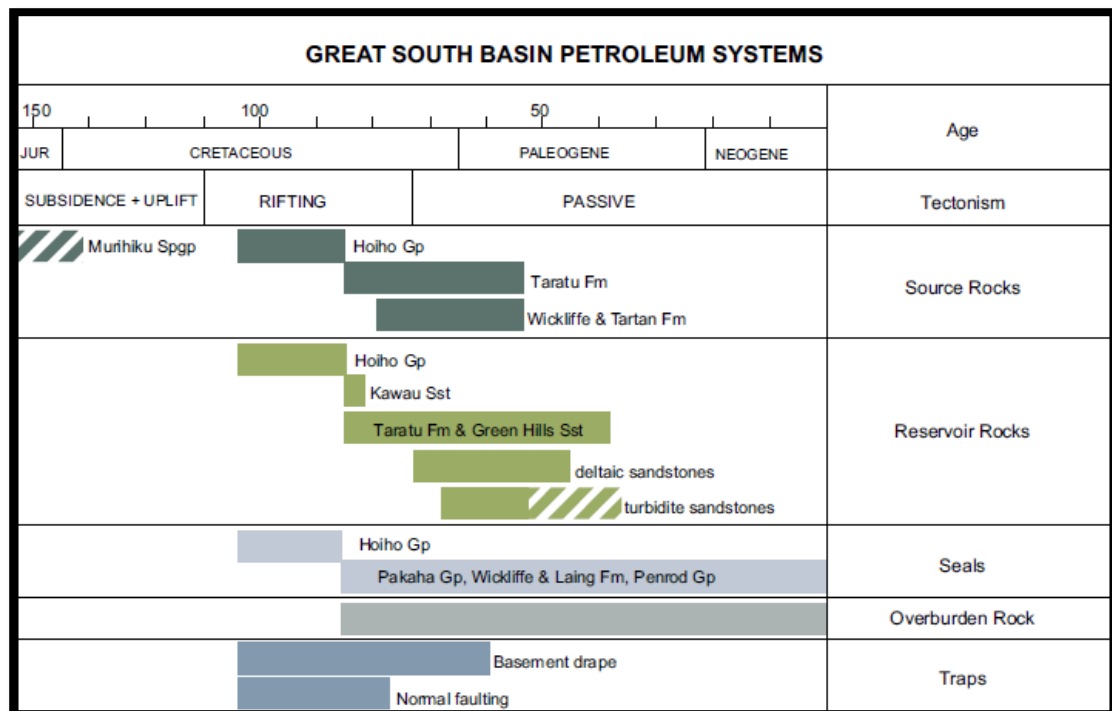 GREAT SOUTH BASIN PETROLEUM SYSTEMS
150 100 50
Age
JUR CRETACEOUS PALEOGENE NEOGENE
SUBSIDENCE + UPLIFT RIFTING PASSIVE Tectonism
Murihiku Spgp Hoiho Gp
Taratu Fm
Source Rocks
Wickliffe & Tartan Fm
Hoiho Gp
Kawau Sst
Taratu Fm & Green Hills Sst
Reservoir Rocks
deltaic sandstones
turbidite sandstones
Hoiho Gp
Seals
Pakaha Gp, Wickliffe & Laing Fm, Penrod Gp
Overburden Rock
Basement drape
Traps
Normal faulting